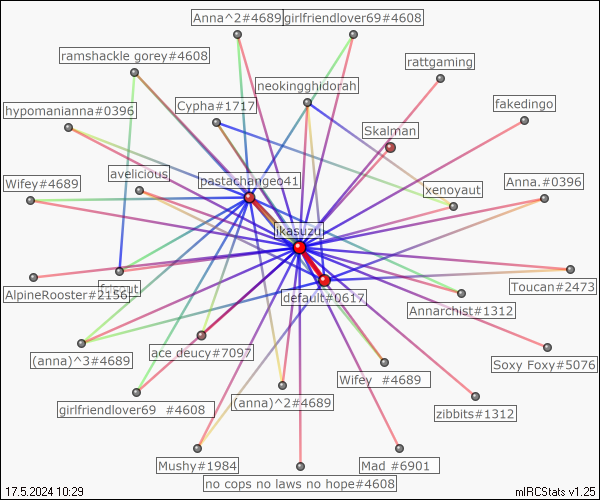 Anna^2#4689
girlfriendlover69#4608
ramshackle gorey#4608
rattgaming
neokingghidorah
hypomanianna#0396
Cypha#1717
fakedingo
Skalman
avelicious
Wifey#4689
pastachangeo41
xenoyaut
Anna.#0396
ikasuzu
AlpineRooster#2156
Toucan#2473
default#0617
Annarchist#1312
(anna)^3#4689
ace deucy#7097
Soxy Foxy#5076
Wifey #4689
girlfriendlover69 #4608
(anna)^2#4689
zibbits#1312
Mushy#1984
Mad #6901
no cops no laws no hope#4608
17.5.2024 10:29
mIRCStats v1.25